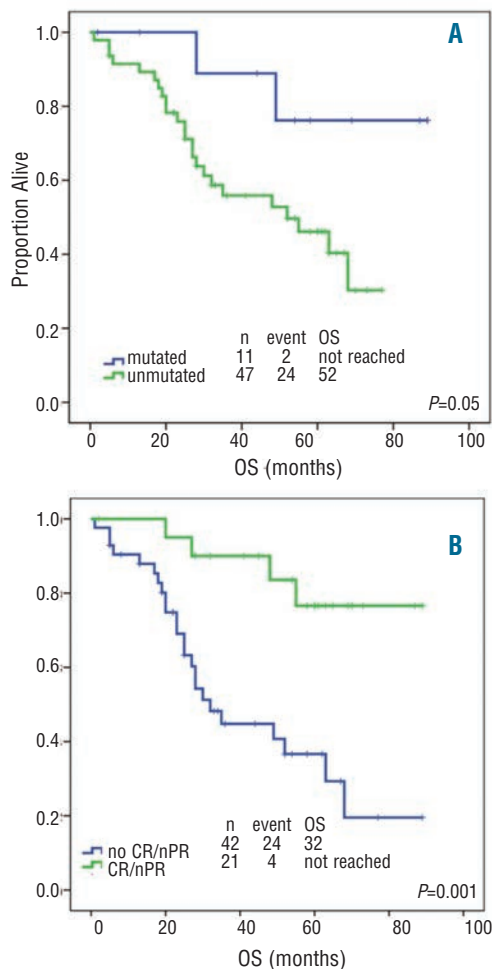 A
1.0
0.8
0.6
0.4
0.2
0.0
Proportion Alive
n event OS
mutated 11 2 not reached
unmutated 47 24 52
P=0.05
0 20 40 60 80 100
OS (months)
B
1.0
0.8
0.6
0.4
0.2
0.0
n event OS
no CR/nPR 42 24 32
CR/nPR 21 4 not reached
P=0.001
0 20 40 60 80 100
OS (months)